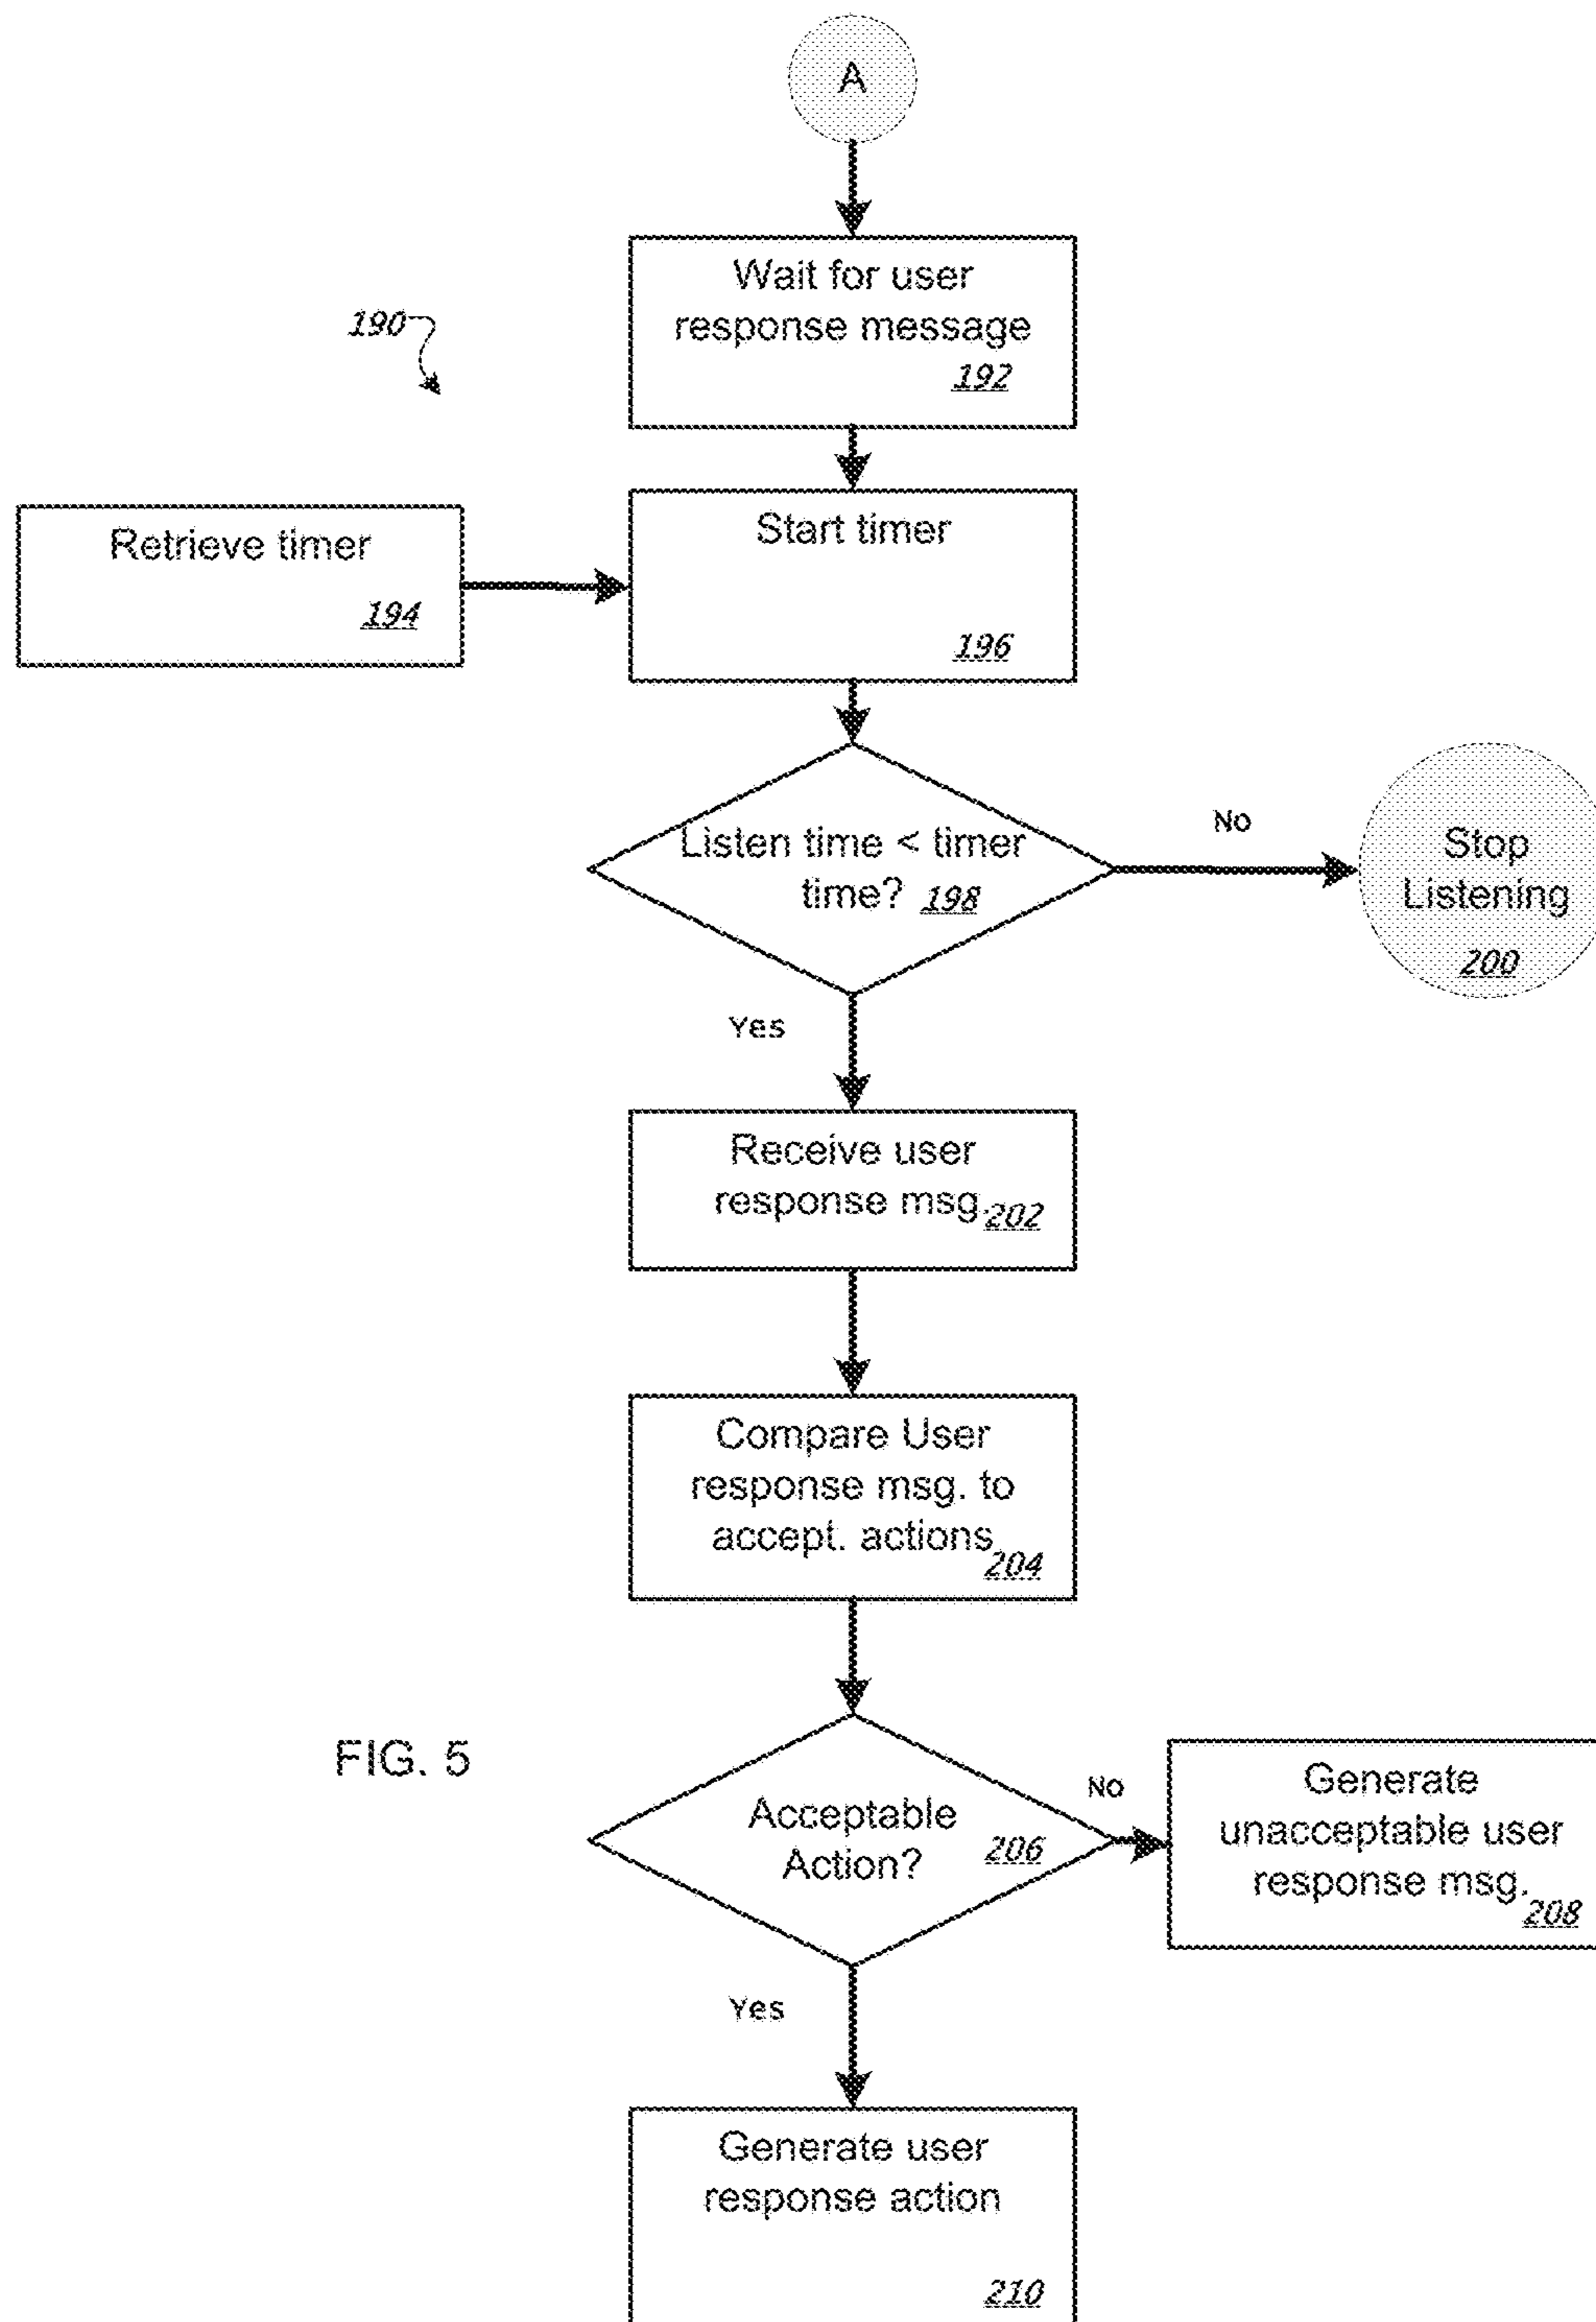 A
Wait for user
response message
192
190
Retrieve timer
194
Start timer
196
Listen time < timer
time? 198
No
Stop
Listening
200
Yes
Receive user
response msg.
202
Compare User
response msg. to
accept. actions
204
FIG. 5
Acceptable
Action?
206
No
Generate
unacceptable user
response msg.
208
Yes
Generate user
response action
210